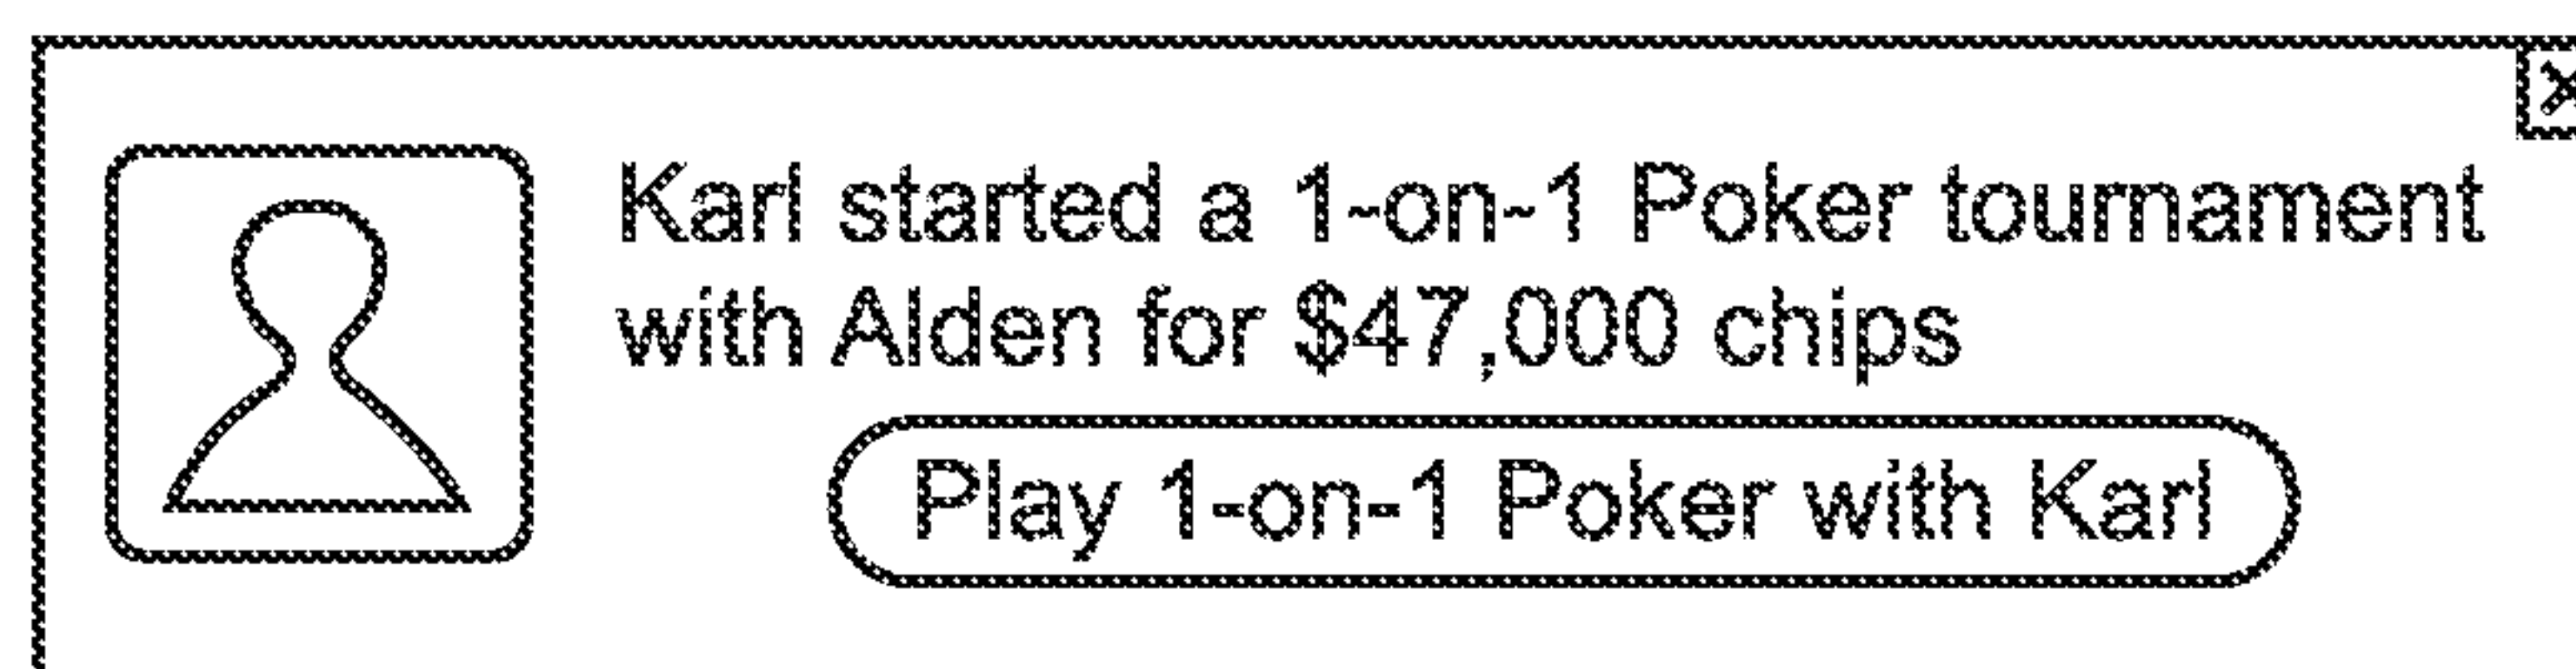 Karl started a 1-on-1 Poker tournament
with Alden for $47,000 chips
Play 1-on-1 Poker with Karl